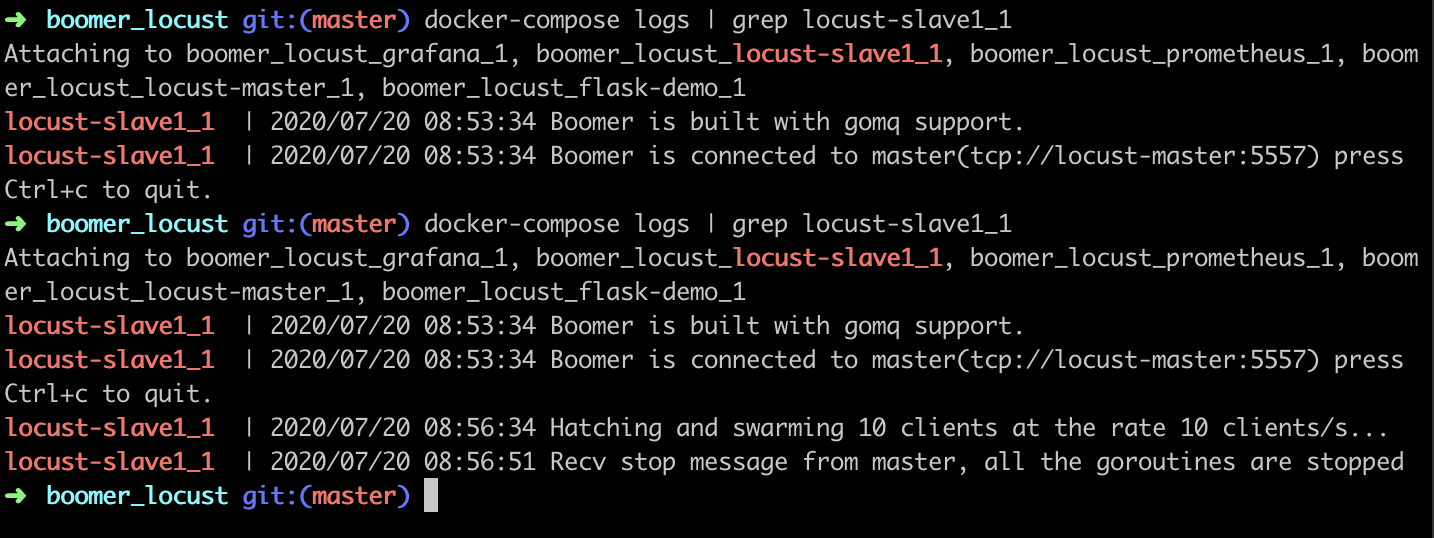 ➜ boomer_locust git:(master) docker-compose logs | grep locust-slave1_1
Attaching to boomer_locust_grafana_1, boomer_locust_locust-slave1_1, boomer_locust_prometheus_1, boom
er_locust_locust-master_1, boomer_locust_flask-demo_1
locust-slave1_1  | 2020/07/20 08:53:34 Boomer is built with gomq support.
locust-slave1_1  | 2020/07/20 08:53:34 Boomer is connected to master(tcp://locust-master:5557) press
Ctrl+c to quit.
➜ boomer_locust git:(master) docker-compose logs | grep locust-slave1_1
Attaching to boomer_locust_grafana_1, boomer_locust_locust-slave1_1, boomer_locust_prometheus_1, boom
er_locust_locust-master_1, boomer_locust_flask-demo_1
locust-slave1_1  | 2020/07/20 08:53:34 Boomer is built with gomq support.
locust-slave1_1  | 2020/07/20 08:53:34 Boomer is connected to master(tcp://locust-master:5557) press
Ctrl+c to quit.
locust-slave1_1  | 2020/07/20 08:56:34 Hatching and swarming 10 clients at the rate 10 clients/s...
locust-slave1_1  | 2020/07/20 08:56:51 Recv stop message from master, all the goroutines are stopped
➜ boomer_locust git:(master)